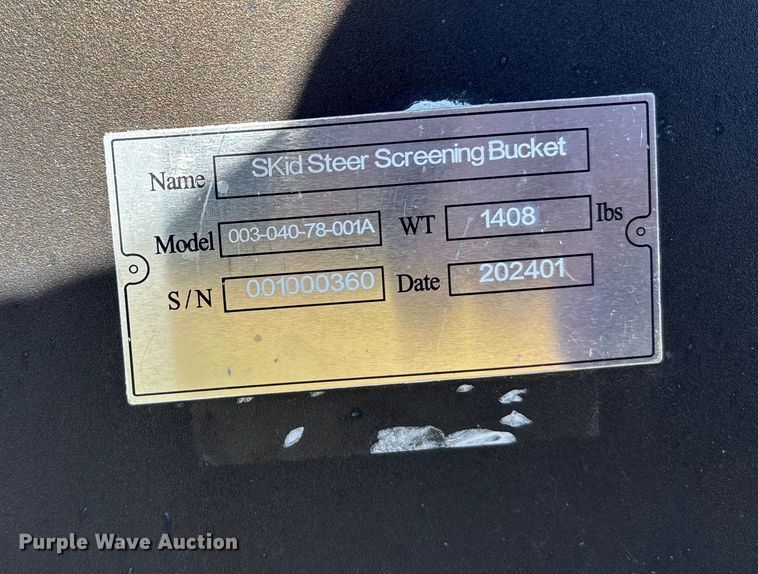 Name SKid Steer Screening Bucket
Model 003-040-78-001A WT 1408 lbs
S/N 001000360 Date 202401
Purple Wave Auction